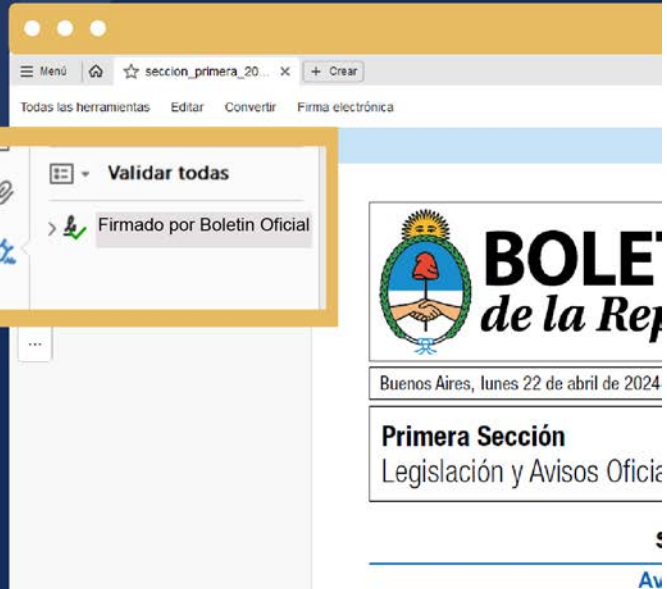 Menú
seccion_primera_20... × + Crear
Todas las herramientas Editar Convertir Firma electrónica
Validar todas
Firmado por Boletin Oficial
...
BOLET
de la Rep
Buenos Aires, lunes 22 de abril de 2024
Primera Sección
Legislación y Avisos Oficia
S
Av